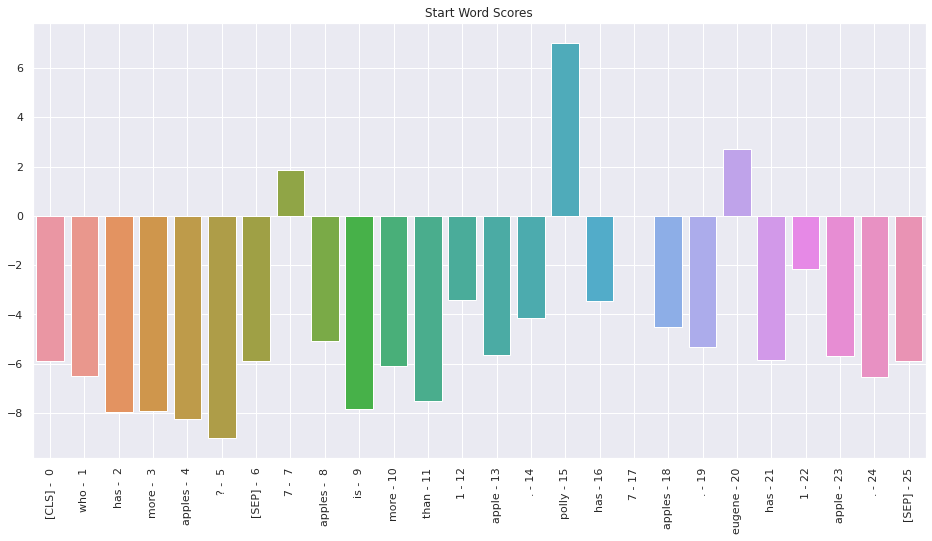 Start Word Scores
6
4
2
0
−2
−4
−6
−8
[CLS] - 0
who - 1
has - 2
more - 3
apples - 4
? - 5
[SEP] - 6
7 - 7
apples - 8
is - 9
more - 10
than - 11
1 - 12
apple - 13
. - 14
polly - 15
has - 16
7 - 17
apples - 18
. - 19
eugene - 20
has - 21
1 - 22
apple - 23
. - 24
[SEP] - 25